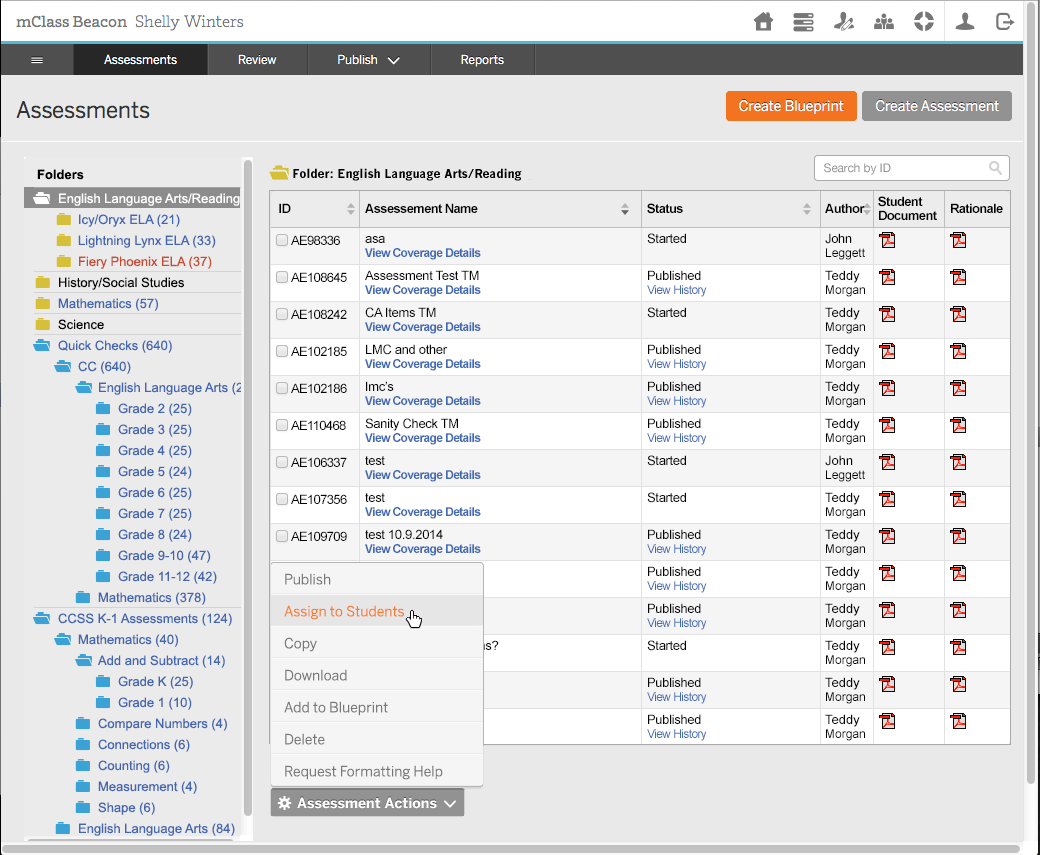 mClass Beacon Shelly Winters
Assessments Review Publish Reports
Assessments
Create Blueprint Create Assessment
Folders
English Language Arts/Reading
Icy/Oryx ELA (21)
Lightning Lynx ELA (33)
Fiery Phoenix ELA (37)
History/Social Studies
Mathematics (57)
Science
Quick Checks (640)
CC (640)
English Language Arts (2
Grade 2 (25)
Grade 3 (25)
Grade 4 (25)
Grade 5 (24)
Grade 6 (25)
Grade 7 (25)
Grade 8 (24)
Grade 9-10 (47)
Grade 11-12 (42)
Mathematics (378)
CCSS K-1 Assessments (124)
Mathematics (40)
Add and Subtract (14)
Grade K (25)
Grade 1 (10)
Compare Numbers (4)
Connections (6)
Counting (6)
Measurement (4)
Shape (6)
English Language Arts (84)
Folder: English Language Arts/Reading
Search by ID
ID Assessement Name Status Author Student Document Rationale
AE98336 asa Started John Leggett
View Coverage Details
AE108645 Assessment Test TM Published Teddy Morgan
View Coverage Details View History
AE108242 CA Items TM Started Teddy Morgan
View Coverage Details
AE102185 LMC and other Published Teddy Morgan
View Coverage Details View History
AE102186 lmc's Published Teddy Morgan
View Coverage Details View History
AE110468 Sanity Check TM Published Teddy Morgan
View Coverage Details View History
AE106337 test Started John Leggett
View Coverage Details
AE107356 test Started Teddy Morgan
View Coverage Details
AE109709 test 10.9.2014 Published Teddy Morgan
View Coverage Details View History
Published Teddy Morgan
View History
Published Teddy Morgan
View History
s? Started Teddy Morgan
Published Teddy Morgan
View History
Published Teddy Morgan
View History
Publish
Assign to Students
Copy
Download
Add to Blueprint
Delete
Request Formatting Help
Assessment Actions